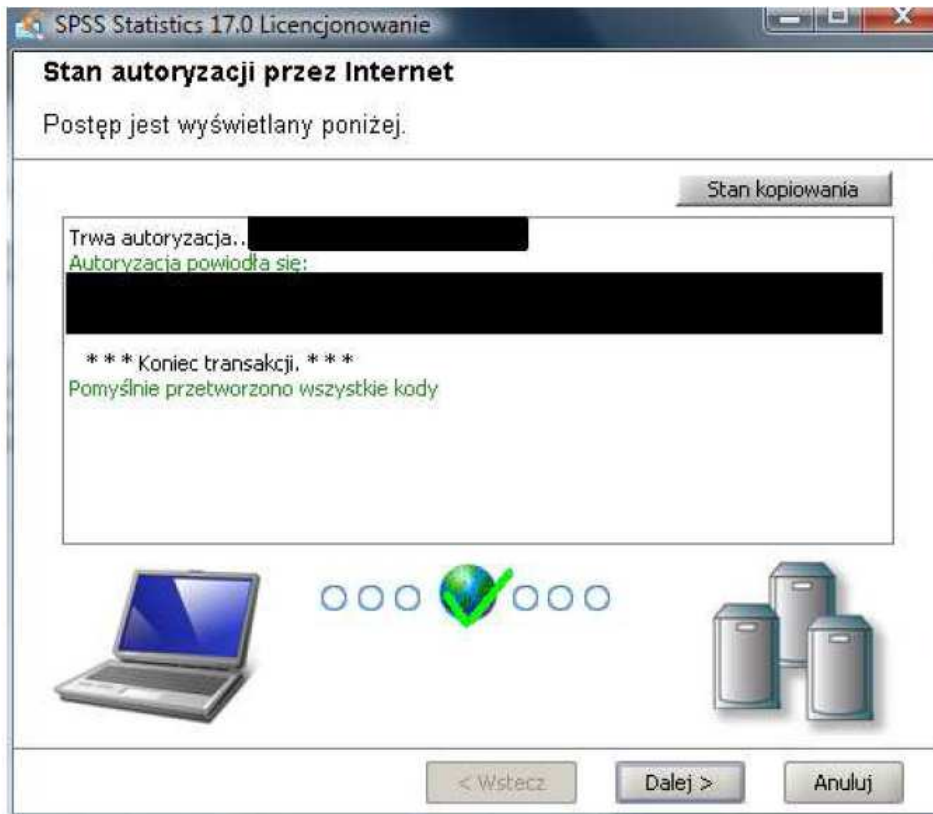 SPSS Statistics 17.0 Licencjonowanie
Stan autoryzacji przez Internet
Postęp jest wyświetlany poniżej.
Stan kopiowania
Trwa autoryzacja..
Autoryzacja powiodła się:
* * * Koniec transakcji. * * *
Pomyślnie przetworzono wszystkie kody
< Wstecz
Dalej >
Anuluj